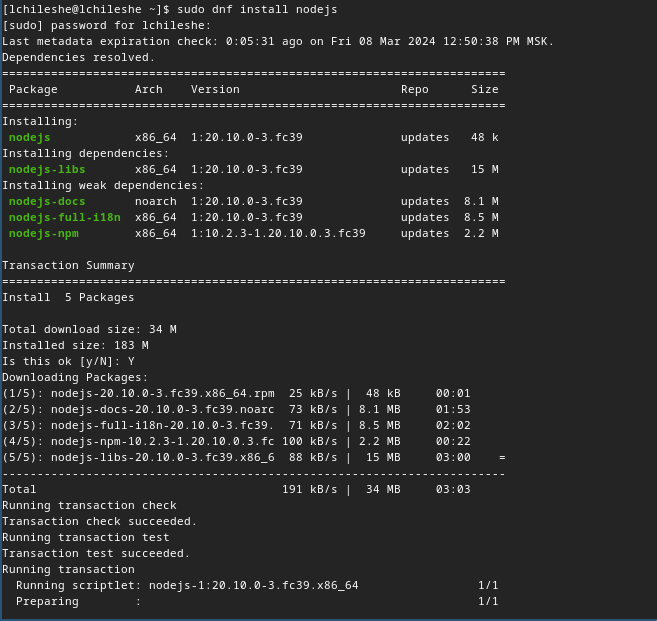 [lchileshe@lchileshe ~]$ sudo dnf install nodejs
[sudo] password for lchileshe:
Last metadata expiration check: 0:05:31 ago on Fri 08 Mar 2024 12:50:38 PM MSK.
Dependencies resolved.
========================================================================
 Package           Arch    Version                       Repo      Size
========================================================================
Installing:
 nodejs            x86_64  1:20.10.0-3.fc39              updates   48 k
Installing dependencies:
 nodejs-libs       x86_64  1:20.10.0-3.fc39              updates   15 M
Installing weak dependencies:
 nodejs-docs       noarch  1:20.10.0-3.fc39              updates  8.1 M
 nodejs-full-i18n  x86_64  1:20.10.0-3.fc39              updates  8.5 M
 nodejs-npm        x86_64  1:10.2.3-1.20.10.0.3.fc39     updates  2.2 M

Transaction Summary
========================================================================
Install  5 Packages

Total download size: 34 M
Installed size: 183 M
Is this ok [y/N]: Y
Downloading Packages:
(1/5): nodejs-20.10.0-3.fc39.x86_64.rpm  25 kB/s |  48 kB     00:01
(2/5): nodejs-docs-20.10.0-3.fc39.noarc  73 kB/s | 8.1 MB     01:53
(3/5): nodejs-full-i18n-20.10.0-3.fc39.  71 kB/s | 8.5 MB     02:02
(4/5): nodejs-npm-10.2.3-1.20.10.0.3.fc 100 kB/s | 2.2 MB     00:22
(5/5): nodejs-libs-20.10.0-3.fc39.x86_6  88 kB/s |  15 MB     03:00    =
------------------------------------------------------------------------
Total                                   191 kB/s |  34 MB     03:03
Running transaction check
Transaction check succeeded.
Running transaction test
Transaction test succeeded.
Running transaction
  Running scriptlet: nodejs-1:20.10.0-3.fc39.x86_64                 1/1
  Preparing        :                                                1/1